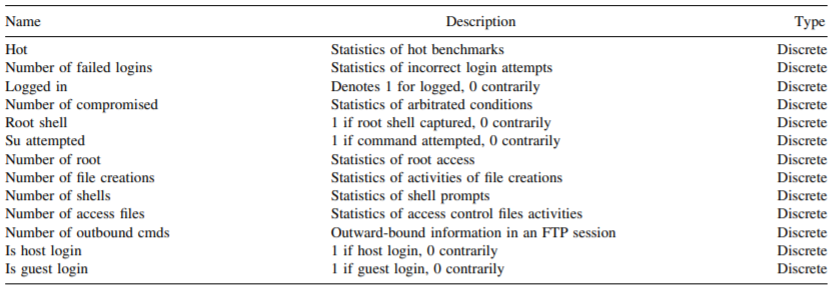 Name Description Type
Hot Statistics of hot benchmarks Discrete
Number of failed logins Statistics of incorrect login attempts Discrete
Logged in Denotes 1 for logged, 0 contrarily Discrete
Number of compromised Statistics of arbitrated conditions Discrete
Root shell 1 if root shell captured, 0 contrarily Discrete
Su attempted 1 if command attempted, 0 contrarily Discrete
Number of root Statistics of root access Discrete
Number of file creations Statistics of activities of file creations Discrete
Number of shells Statistics of shell prompts Discrete
Number of access files Statistics of access control files activities Discrete
Number of outbound cmds Outward-bound information in an FTP session Discrete
Is host login 1 if host login, 0 contrarily Discrete
Is guest login 1 if guest login, 0 contrarily Discrete